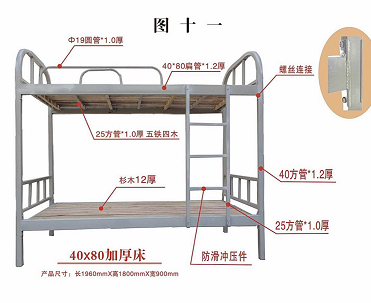 图十一
Φ19圆管*1.0厚
40*80扁管*1.2厚
螺丝连接
25方管*1.0厚 五铁四木
杉木12厚
40方管*1.2厚
25方管*1.0厚
防滑冲压件
40x80加厚床
产品尺寸:长1960mmX高1800mmX宽900mm